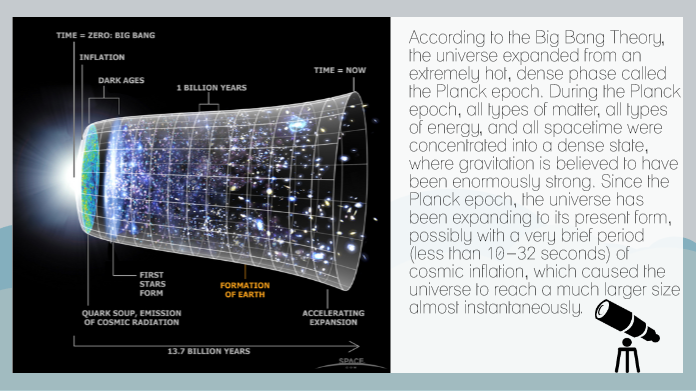 TIME = ZERO: BIG BANG
INFLATION
DARK AGES
1 BILLION YEARS
TIME = NOW
FIRST
STARS
FORM
FORMATION
OF EARTH
QUARK SOUP, EMISSION
OF COSMIC RADIATION
ACCELERATING
EXPANSION
13.7 BILLION YEARS
SPACE
According to the Big Bang Theory,
the universe expanded from an
extremely hot, dense phase called
the Planck epoch. During the Planck
epoch, all types of matter, all types
of energy, and all spacetime were
concentrated into a dense state,
where gravitation is believed to have
been enormously strong. Since the
Planck epoch, the universe has
been expanding to its present form,
possibly with a very brief period
(less than 10−32 seconds) of
cosmic inflation, which caused the
universe to reach a much larger size
almost instantaneously.